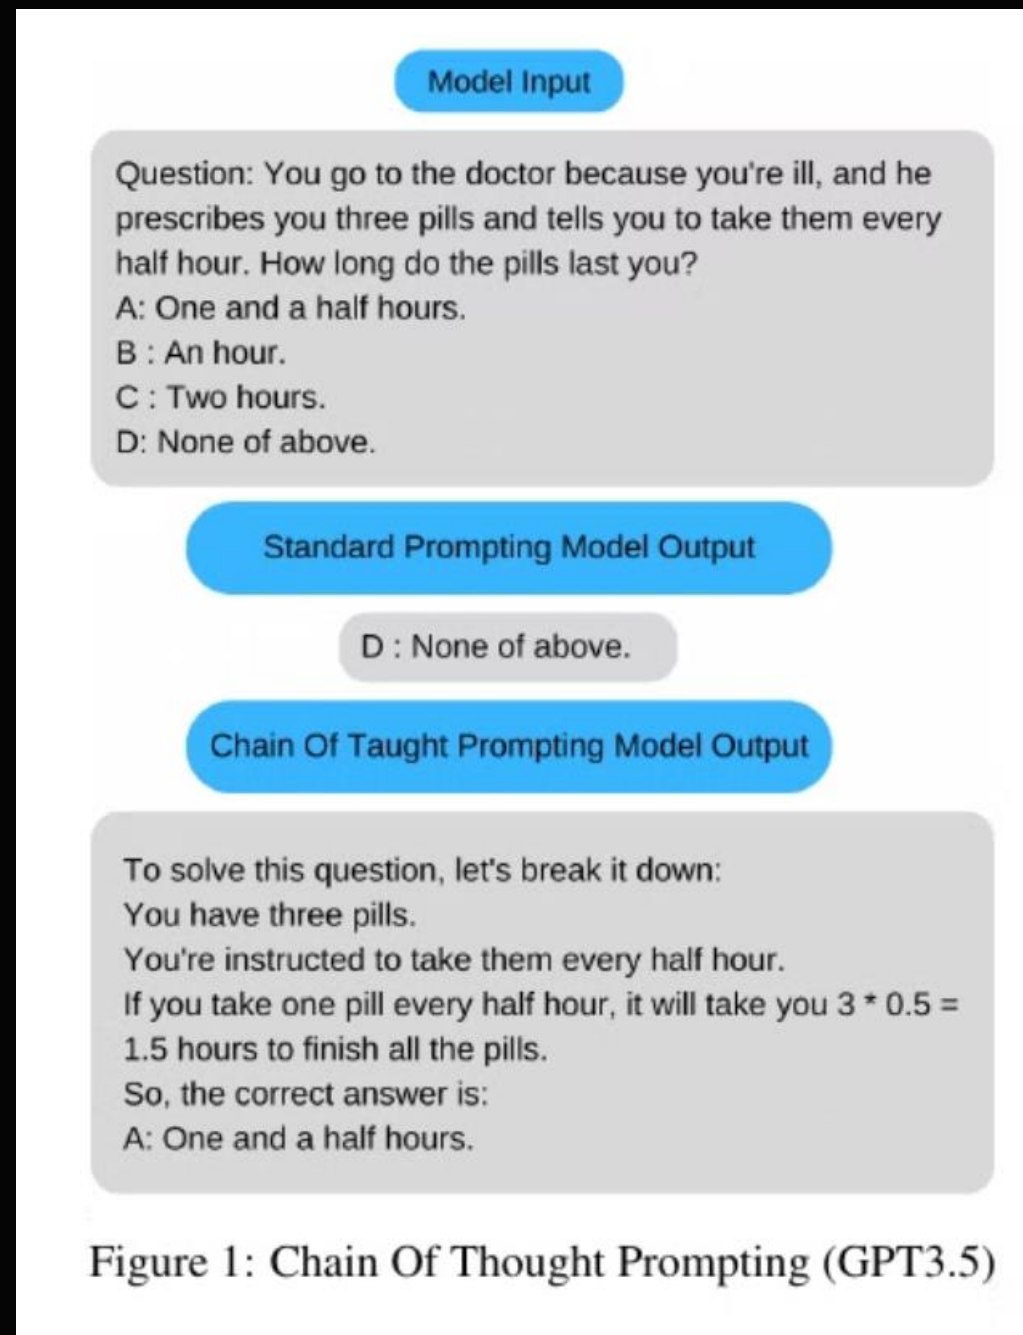 Model Input
Question: You go to the doctor because you're ill, and he
prescribes you three pills and tells you to take them every
half hour. How long do the pills last you?
A: One and a half hours.
B : An hour.
C : Two hours.
D: None of above.
Standard Prompting Model Output
D : None of above.
Chain Of Taught Prompting Model Output
To solve this question, let's break it down:
You have three pills.
You're instructed to take them every half hour.
If you take one pill every half hour, it will take you 3 * 0.5 =
1.5 hours to finish all the pills.
So, the correct answer is:
A: One and a half hours.
Figure 1: Chain Of Thought Prompting (GPT3.5)